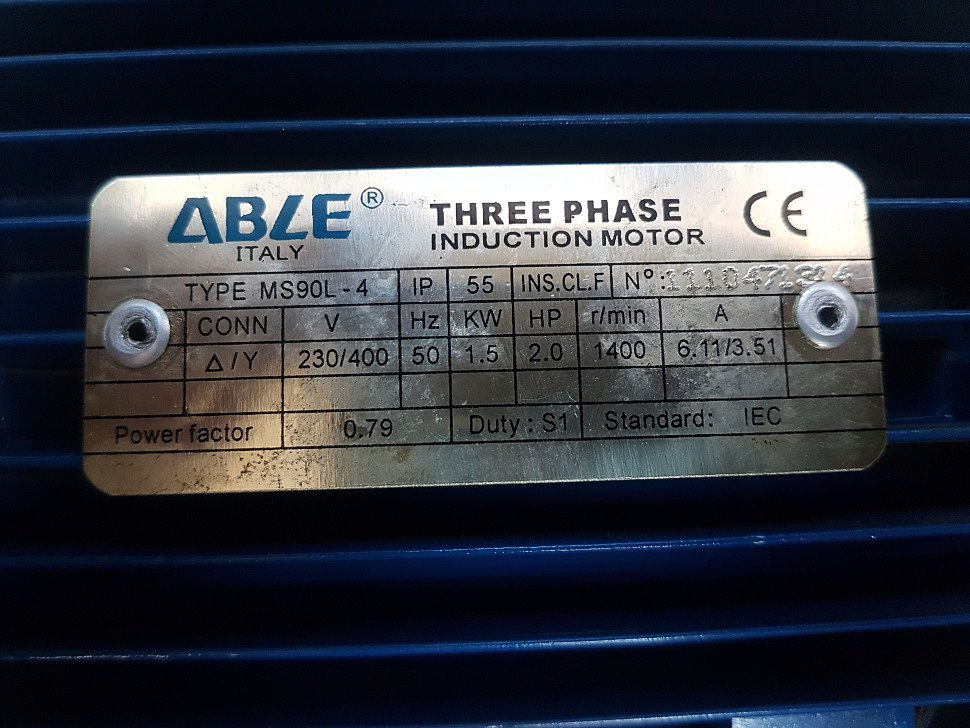 ABLE ®
ITALY
THREE PHASE
INDUCTION MOTOR
CE
TYPE MS90L-4 IP 55 INS.CL.F Nº:
CONN V Hz KW HP r/min A
Δ/Y 230/400 50 1.5 2.0 1400 6.11/3.51
Power factor 0.79 Duty: S1 Standard: IEC